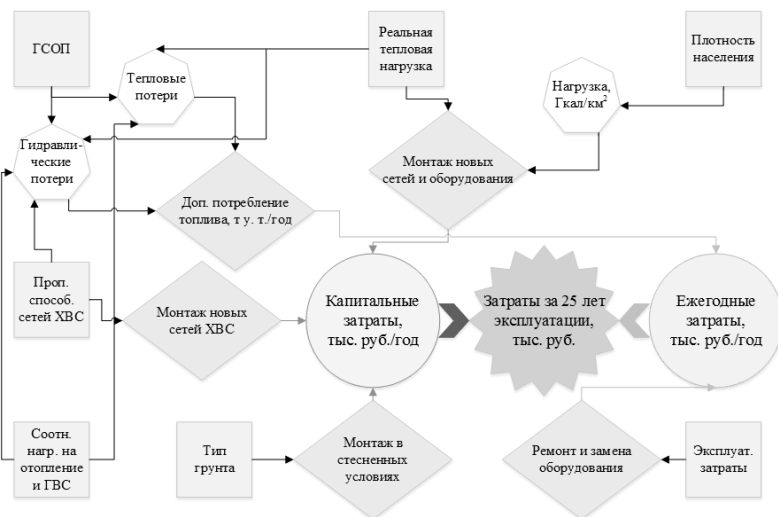 ГСОП
Тепловые
потери
Реальная
тепловая
нагрузка
Плотность
населения
Нагрузка,
Гкал/км²
Гидравли-
ческие
потери
Монтаж новых
сетей и оборудования
Доп. потребление
топлива, т у. т./год
Проп.
способ.
сетей ХВС
Монтаж новых
сетей ХВС
Капитальные
затраты,
тыс. руб./год
Затраты за 25 лет
эксплуатации,
тыс. руб.
Ежегодные
затраты,
тыс. руб./год
Соотн.
нагр. на
отопление
и ГВС
Тип
грунта
Монтаж в
стесненных
условиях
Ремонт и замена
оборудования
Эксплуат.
затраты